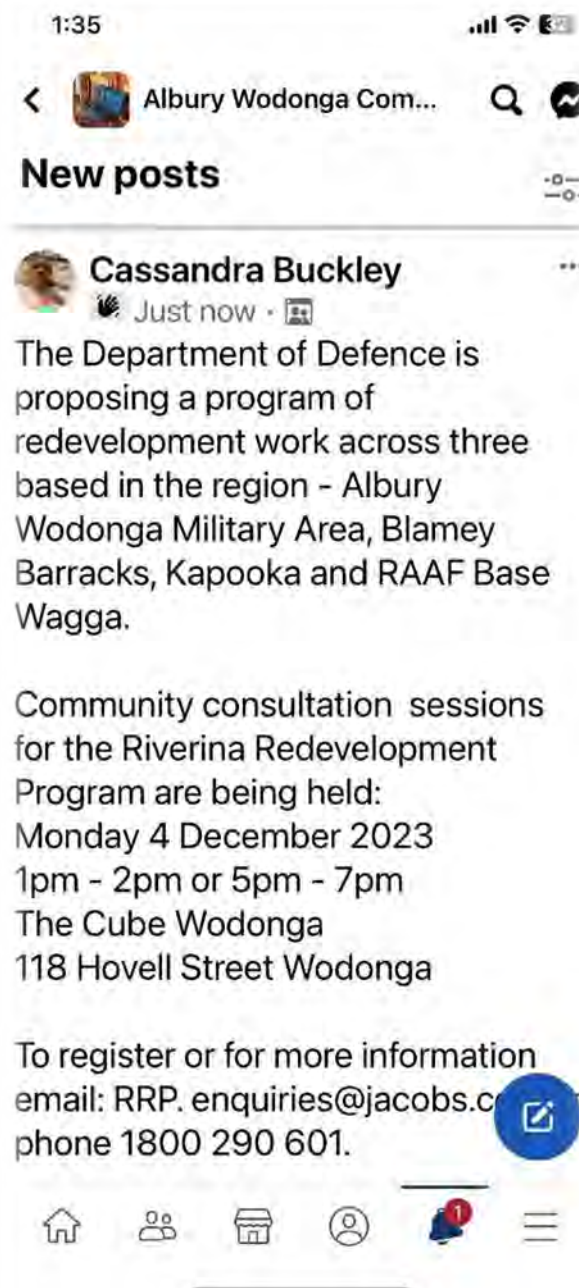 1:35
Albury Wodonga Com...
New posts
Cassandra Buckley
Just now ·
The Department of Defence is
proposing a program of
redevelopment work across three
based in the region - Albury
Wodonga Military Area, Blamey
Barracks, Kapooka and RAAF Base
Wagga.
Community consultation sessions
for the Riverina Redevelopment
Program are being held:
Monday 4 December 2023
1pm - 2pm or 5pm - 7pm
The Cube Wodonga
118 Hovell Street Wodonga
To register or for more information
email: RRP. enquiries@jacobs.c
phone 1800 290 601.
1